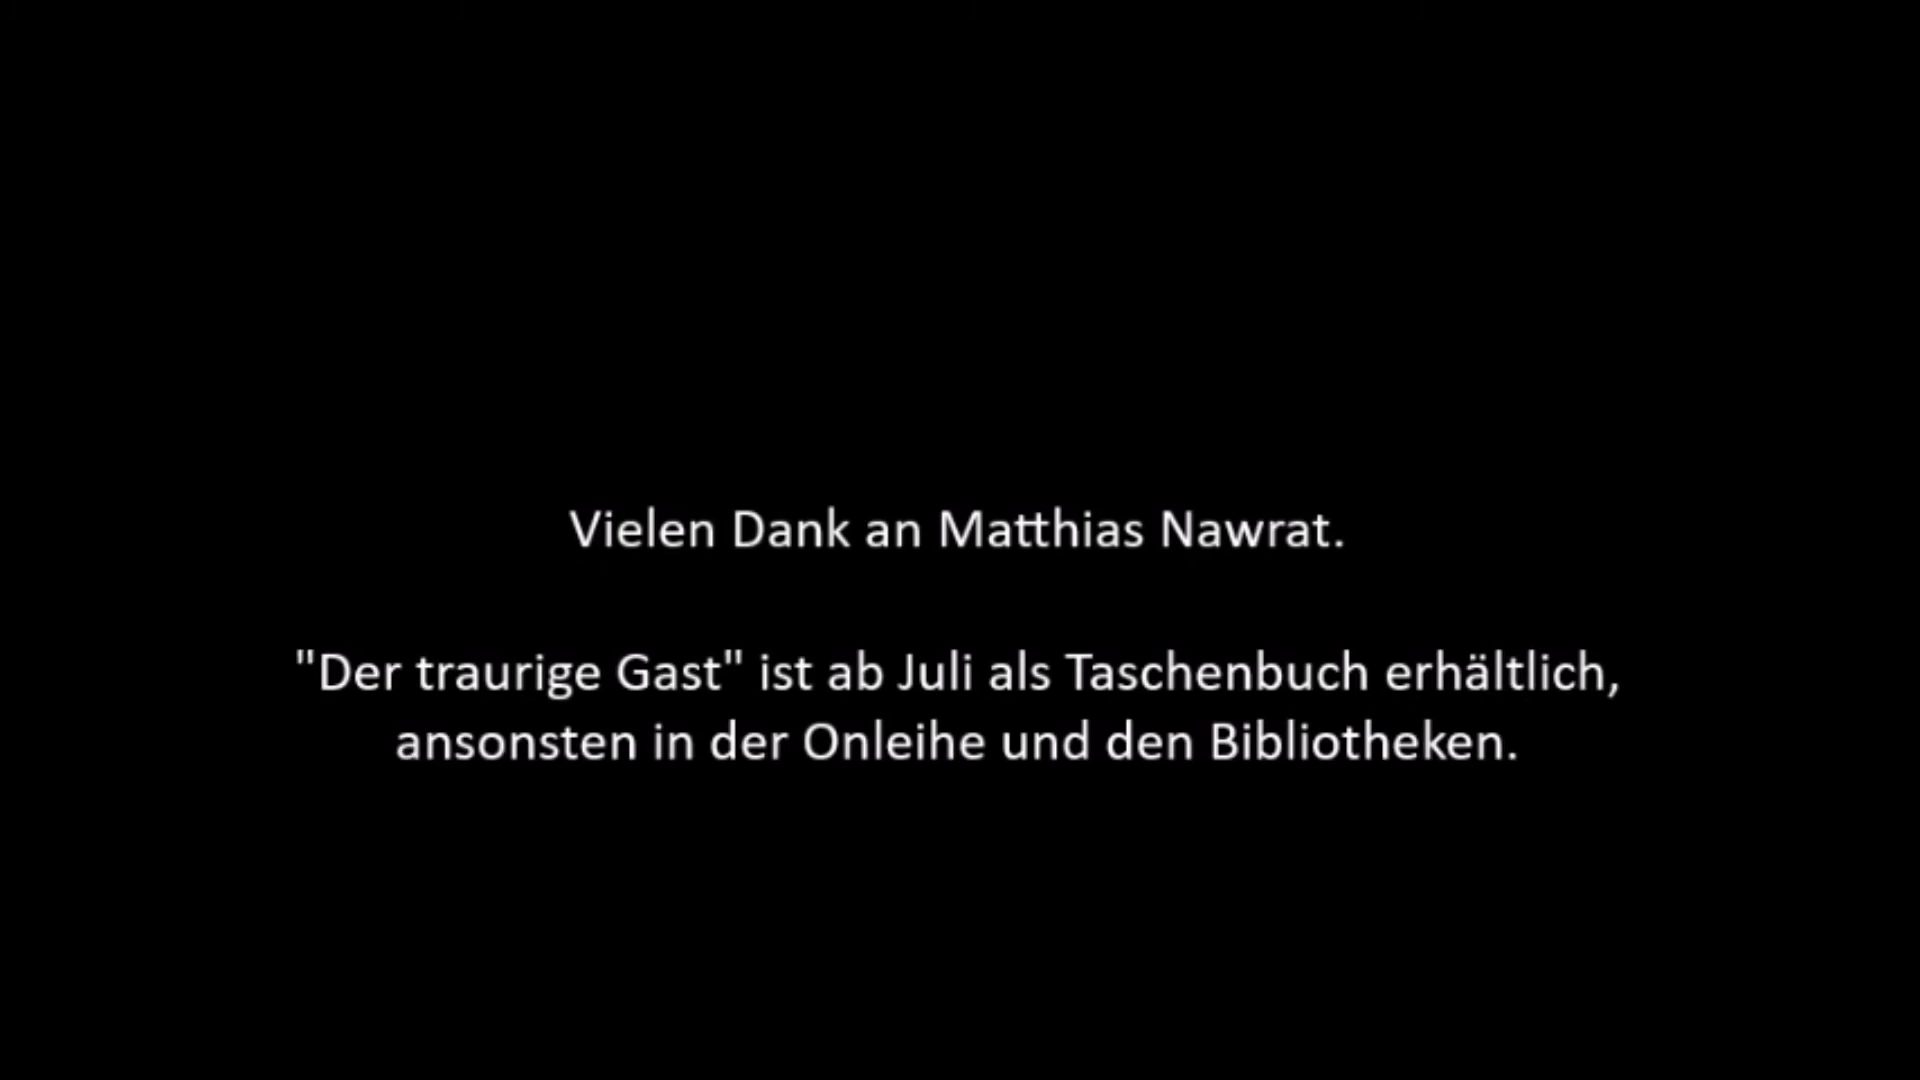 Vielen Dank an Matthias Nawrat.
"Der traurige Gast" ist ab Juli als Taschenbuch erhältlich,
ansonsten in der Onleihe und den Bibliotheken.